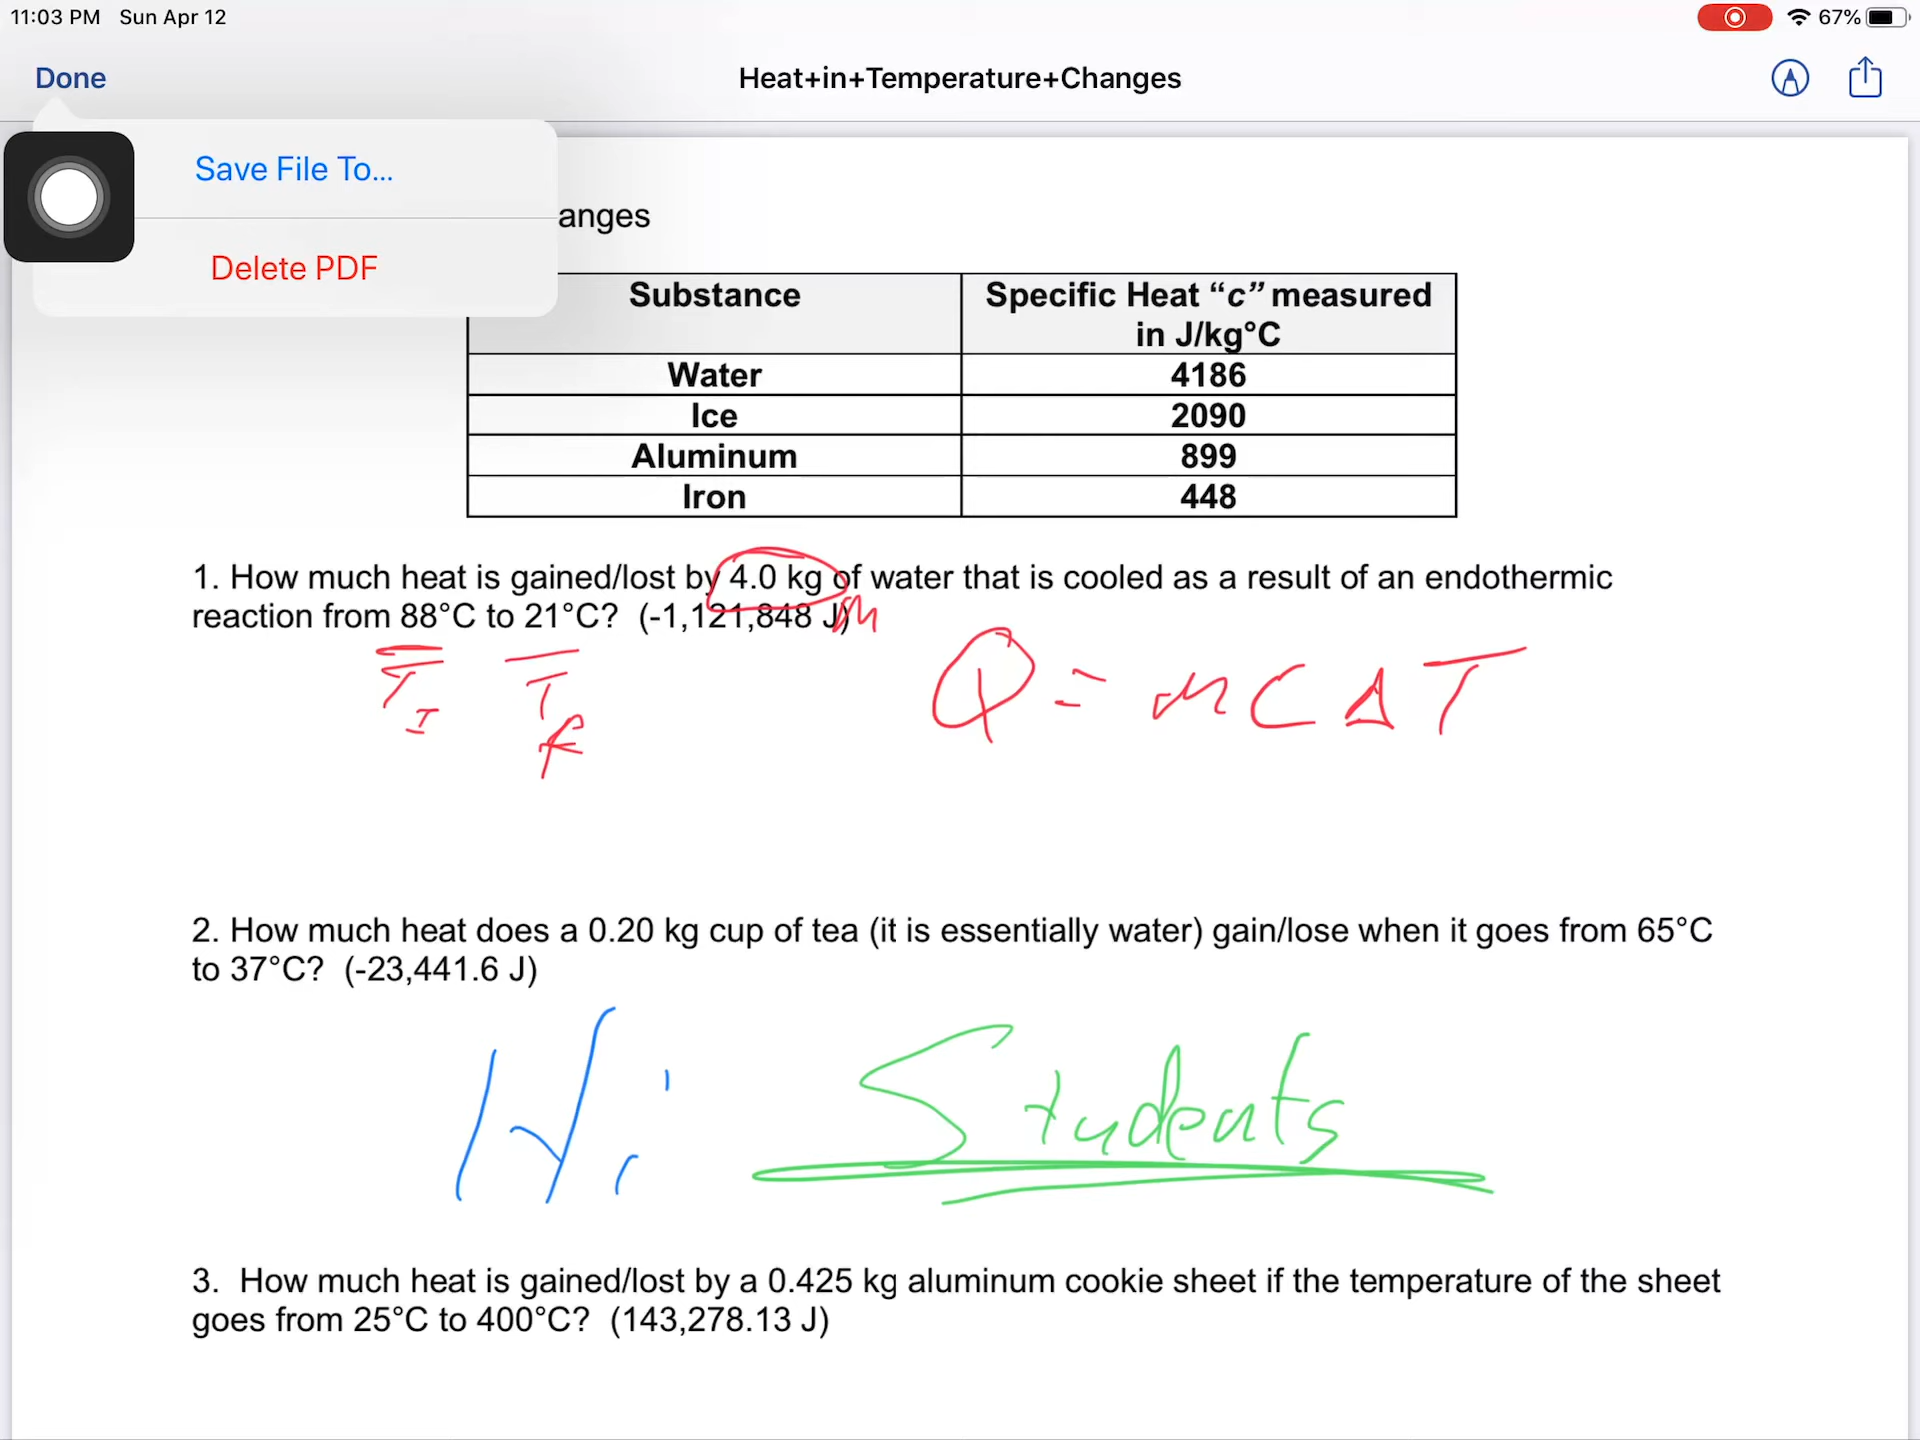 11:03 PM Sun Apr 12
67%
Done
Heat+in+Temperature+Changes
Save File To...
Delete PDF
anges
Substance
Specific Heat “c” measured
in J/kg°C
Water 4186
Ice 2090
Aluminum 899
Iron 448
1. How much heat is gained/lost by 4.0 kg of water that is cooled as a result of an endothermic
reaction from 88°C to 21°C? (-1,121,848 J)
m
T I T f
Q = m C Δ T
2. How much heat does a 0.20 kg cup of tea (it is essentially water) gain/lose when it goes from 65°C
to 37°C? (-23,441.6 J)
Hi Students
3. How much heat is gained/lost by a 0.425 kg aluminum cookie sheet if the temperature of the sheet
goes from 25°C to 400°C? (143,278.13 J)